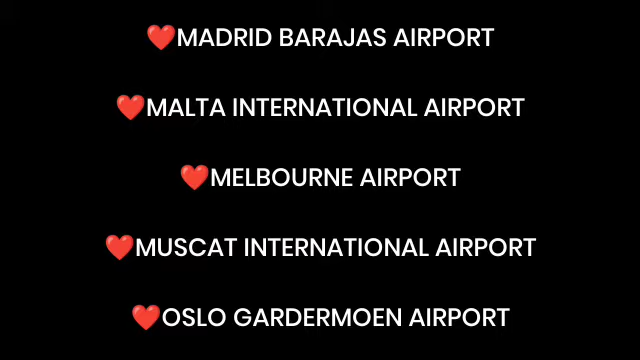 ❤️MADRID BARAJAS AIRPORT
❤️MALTA INTERNATIONAL AIRPORT
❤️MELBOURNE AIRPORT
❤️MUSCAT INTERNATIONAL AIRPORT
❤️OSLO GARDERMOEN AIRPORT